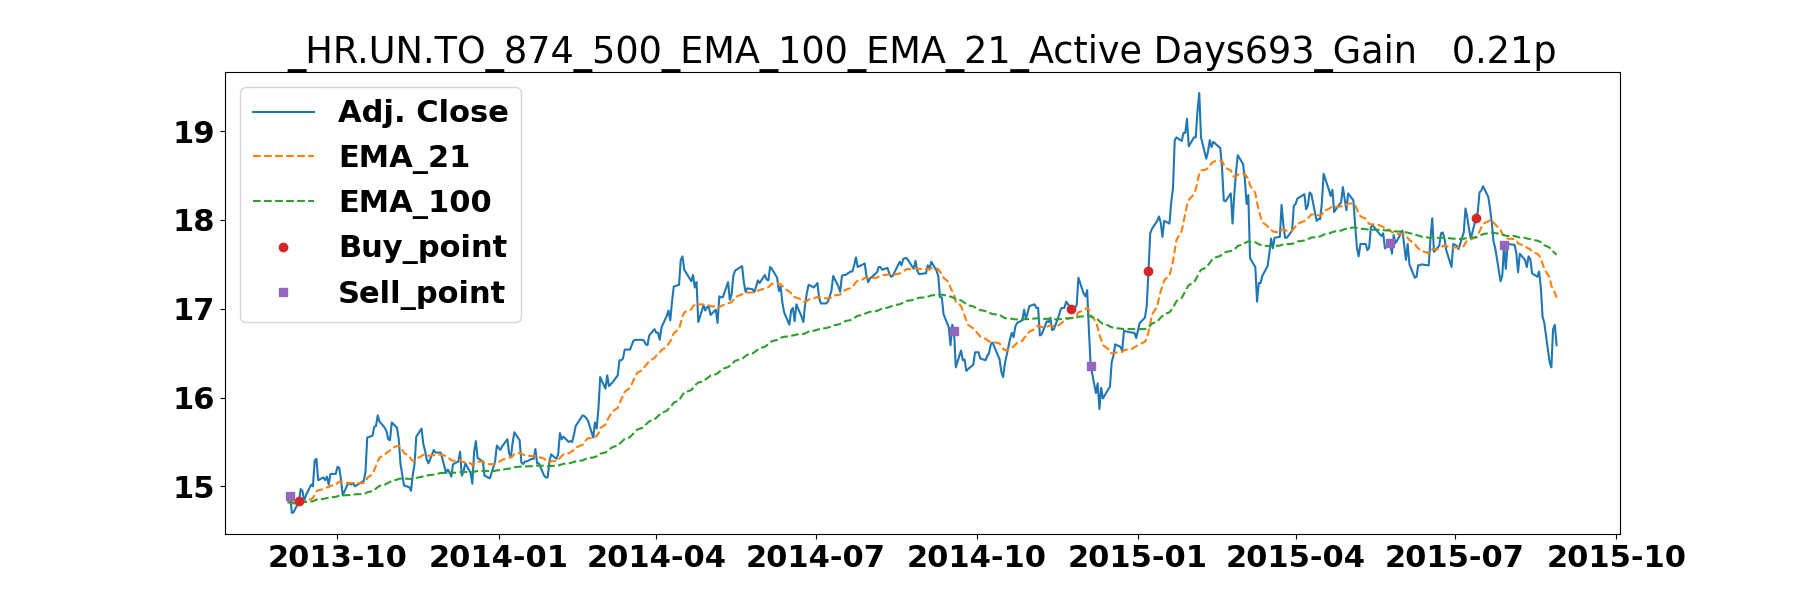 _HR.UN.TO_874_500_EMA_100_EMA_21_Active Days693_Gain   0.21p
Adj. Close
EMA_21
EMA_100
Buy_point
Sell_point
19
18
17
16
15
2013-10
2014-01
2014-04
2014-07
2014-10
2015-01
2015-04
2015-07
2015-10